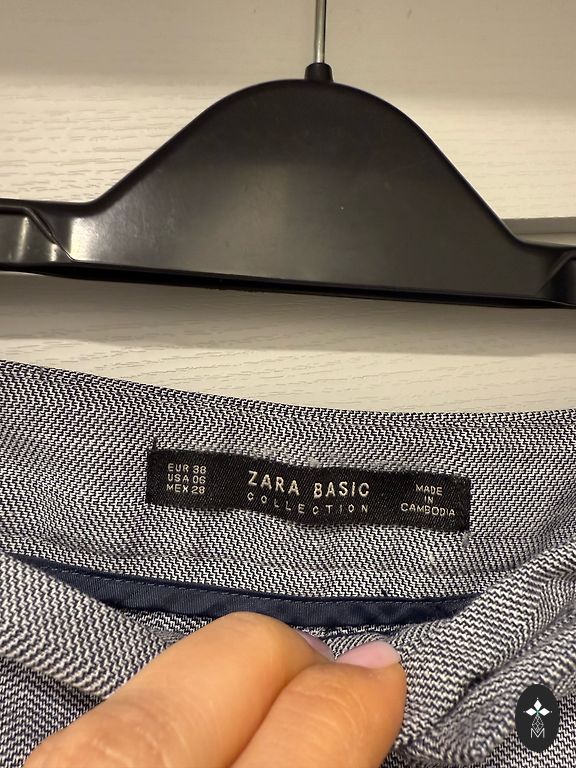 EUR 38
USA 06
MEX 28
ZARA BASIC
COLLECTION
MADE
IN
CAMBODIA
M